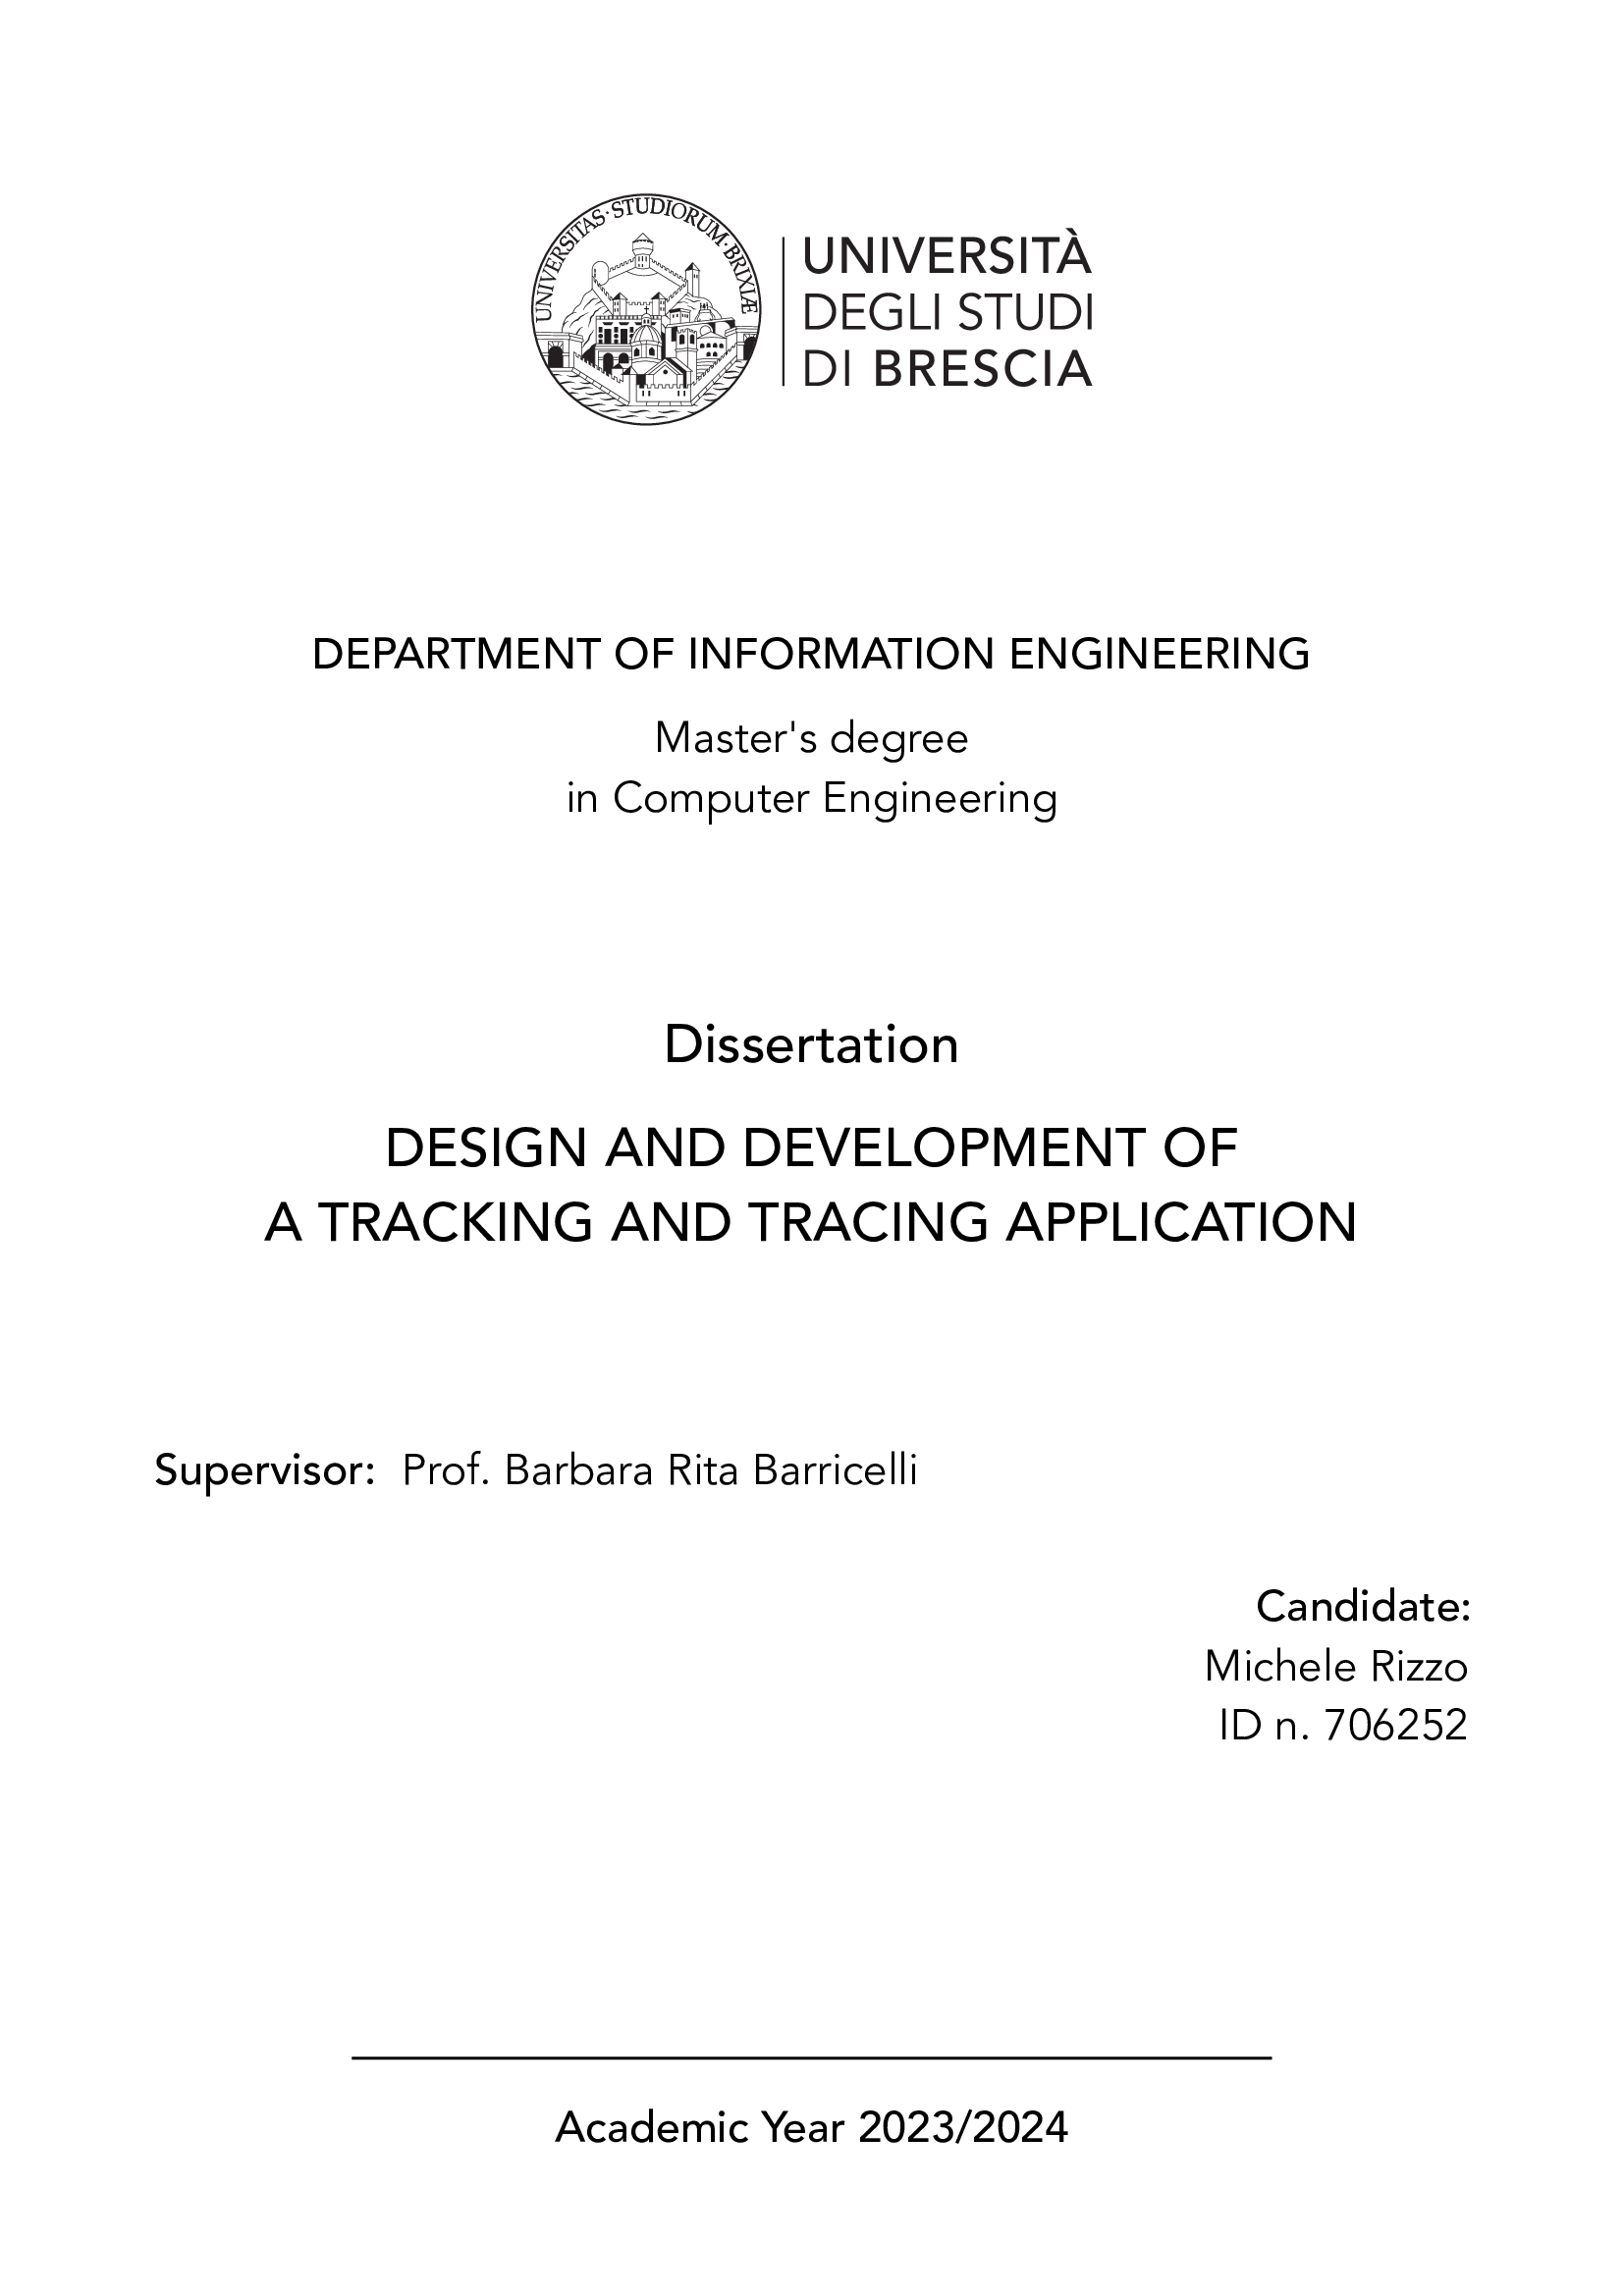 UNIVERSITAS · STUDIORUM · BRIXIÆ
UNIVERSITÀ
DEGLI STUDI
DI BRESCIA
DEPARTMENT OF INFORMATION ENGINEERING
Master's degree
in Computer Engineering
Dissertation
DESIGN AND DEVELOPMENT OF
A TRACKING AND TRACING APPLICATION
Supervisor: Prof. Barbara Rita Barricelli
Candidate:
Michele Rizzo
ID n. 706252
Academic Year 2023/2024